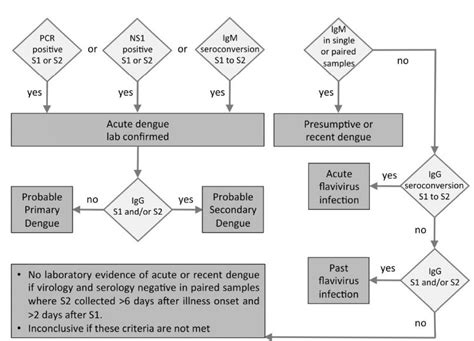 PCR
positive
S1 or S2
or
NS1
positive
S1 or S2
or
IgM
seroconversion
S1 to S2
IgM
in single
or paired
samples
no
yes
yes
yes
yes
Acute dengue
lab confirmed
Presumptive or
recent dengue
Probable
Primary
Dengue
no
IgG
S1 and/or S2
yes
Probable
Secondary
Dengue
Acute
flavivirus
infection
yes
IgG
seroconversion
S1 to S2
no
Past
flavivirus
infection
yes
IgG
S1 and/or S2
• No laboratory evidence of acute or recent dengue
if virology and serology negative in paired samples
where S2 collected >6 days after illness onset and
>2 days after S1.
• Inconclusive if these criteria are not met
no